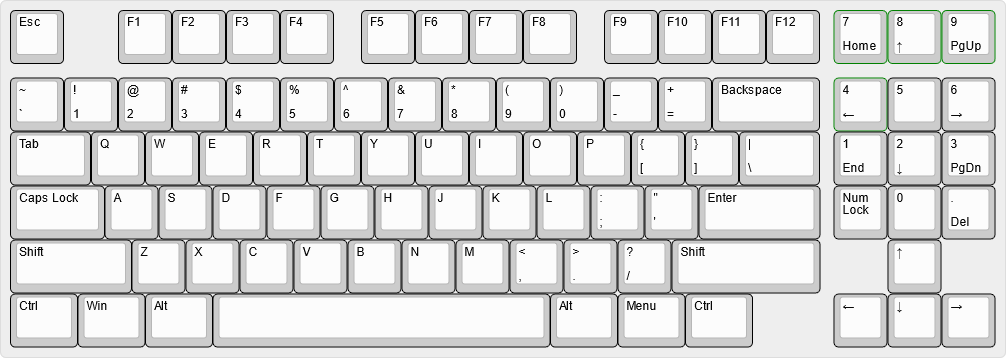 Esc F1 F2 F3 F4 F5 F6 F7 F8 F9 F10 F11 F12 7 8 9
Home ↑ PgUp
~ ! @ # $ % ^ & * ( ) _ + Backspace 4 5 6
` 1 2 3 4 5 6 7 8 9 0 - = ← →
Tab Q W E R T Y U I O P { } | 1 2 3
[ ] \ End ↓ PgDn
Caps Lock A S D F G H J K L : " Enter Num 0 .
Lock
; ' Del
Shift Z X C V B N M < > ? Shift ↑
, . /
Ctrl Win Alt Alt Menu Ctrl ← ↓ →